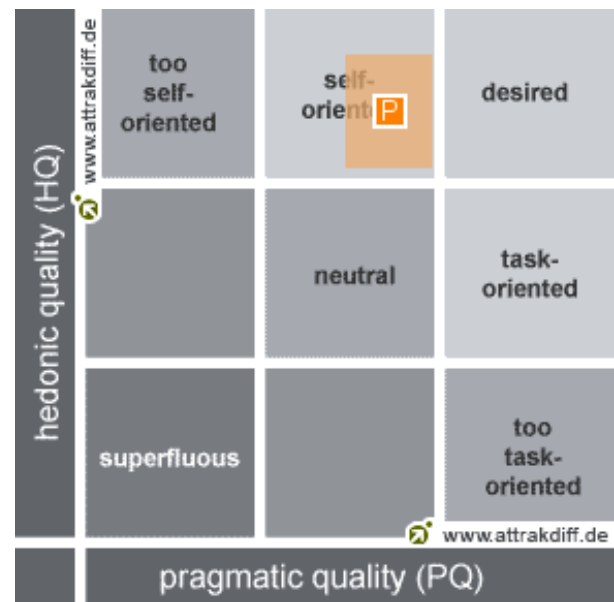 hedonic quality (HQ)
www.attrakdiff.de
too
self-
oriented
self-
oriente
P
desired
neutral
task-
oriented
superfluous
too
task-
oriented
www.attrakdiff.de
pragmatic quality (PQ)